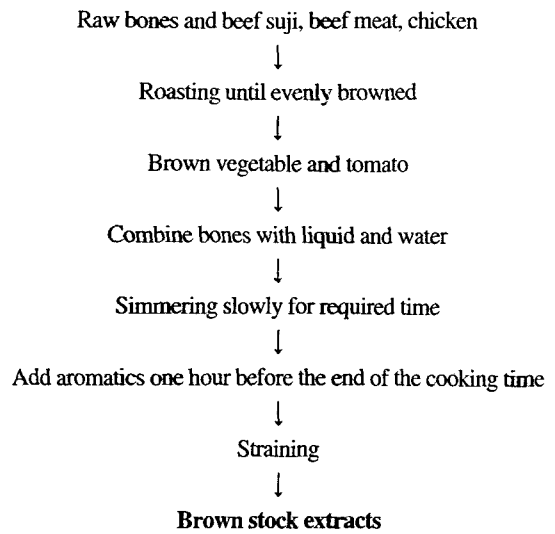 Raw bones and beef suji, beef meat, chicken
↓
Roasting until evenly browned
↓
Brown vegetable and tomato
↓
Combine bones with liquid and water
↓
Simmering slowly for required time
↓
Add aromatics one hour before the end of the cooking time
↓
Straining
↓
Brown stock extracts